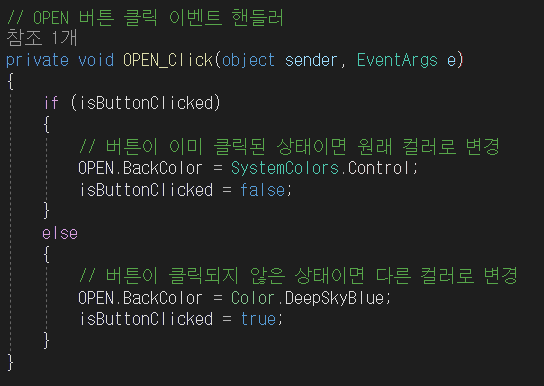 // OPEN 버튼 클릭 이벤트 핸들러
참조 1개
private void OPEN_Click(object sender, EventArgs e)
{
if (isButtonClicked)
{
// 버튼이 이미 클릭된 상태이면 원래 컬러로 변경
OPEN.BackColor = SystemColors.Control;
isButtonClicked = false;
}
else
{
// 버튼이 클릭되지 않은 상태이면 다른 컬러로 변경
OPEN.BackColor = Color.DeepSkyBlue;
isButtonClicked = true;
}
}